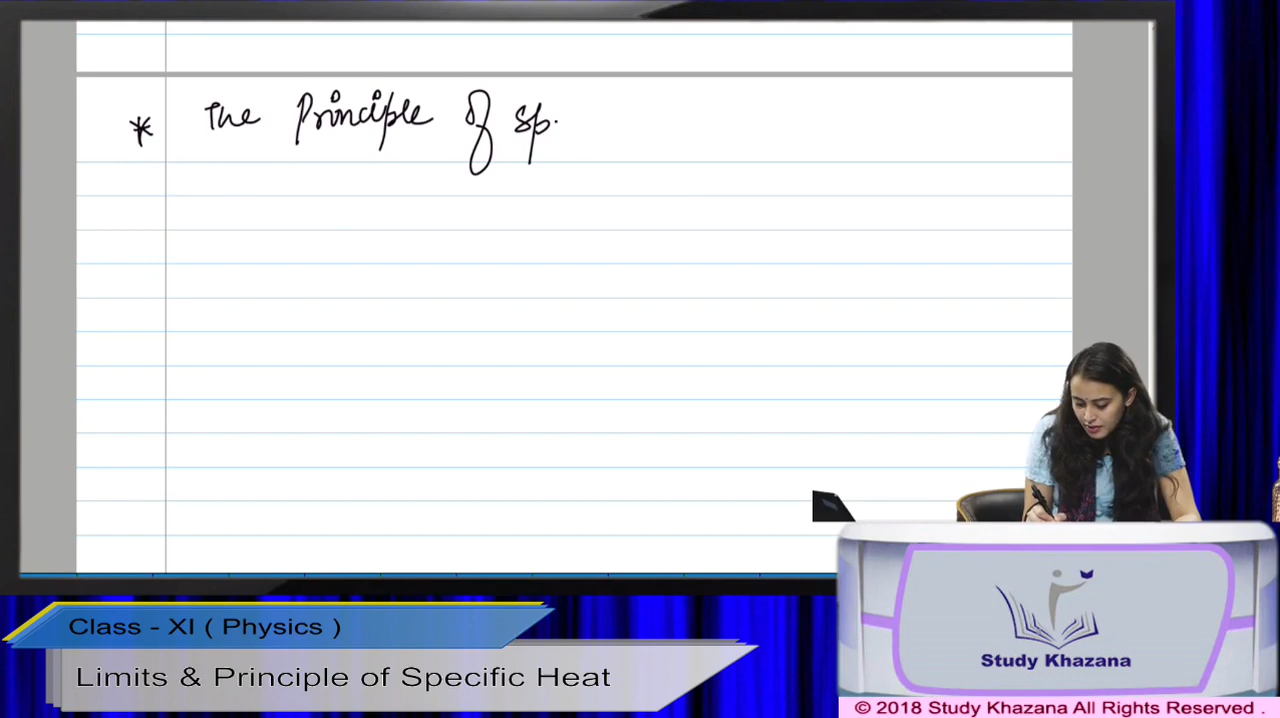 * The Principle of sp.
Study Khazana
Class - XI ( Physics )
Limits & Principle of Specific Heat
© 2018 Study Khazana All Rights Reserved .